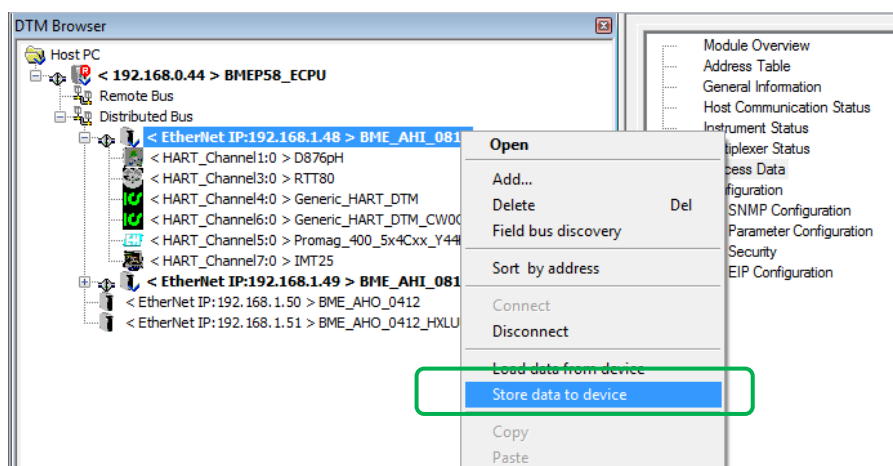 DTM Browser
Host PC
< 192.168.0.44 > BMEP58_ECPU
Remote Bus
Distributed Bus
< EtherNet IP:192.168.1.48 > BME_AHI_081
< HART_Channel1:0 > D876pH
< HART_Channel3:0 > RTT80
< HART_Channel4:0 > Generic_HART_DTM
< HART_Channel6:0 > Generic_HART_DTM_CW0
< HART_Channel5:0 > Promag_400_5x4Cxx_Y44
< HART_Channel7:0 > IMT25
< EtherNet IP:192.168.1.49 > BME_AHI_081
< EtherNet IP:192.168.1.50 > BME_AHO_0412
< EtherNet IP:192.168.1.51 > BME_AHO_0412_HXLU
Open
Add...
Delete Del
Field bus discovery
Sort by address
Connect
Disconnect
Load data from device
Store data to device
Copy
Paste
Module Overview
Address Table
General Information
Host Communication Status
Instrument Status
tiplexer Status
cess Data
figuration
SNMP Configuration
Parameter Configuration
Security
EIP Configuration